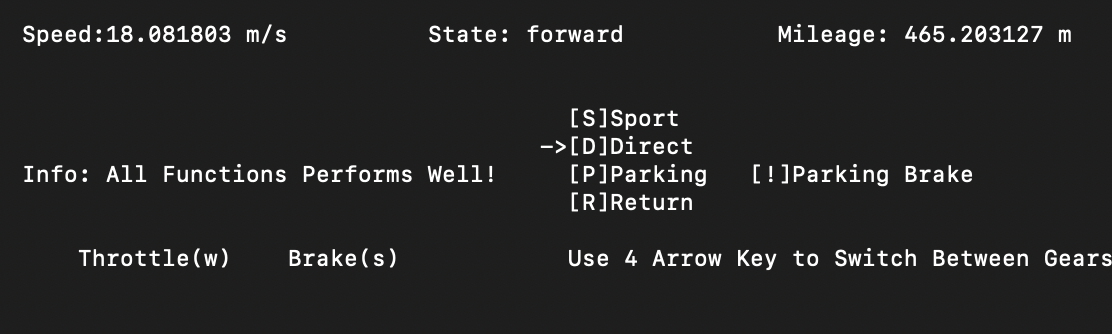 Speed:18.081803 m/s          State: forward           Mileage: 465.203127 m
[S]Sport
—>[D]Direct
Info: All Functions Performs Well!     [P]Parking   [!]Parking Brake
[R]Return
Throttle(w)    Brake(s)            Use 4 Arrow Key to Switch Between Gears